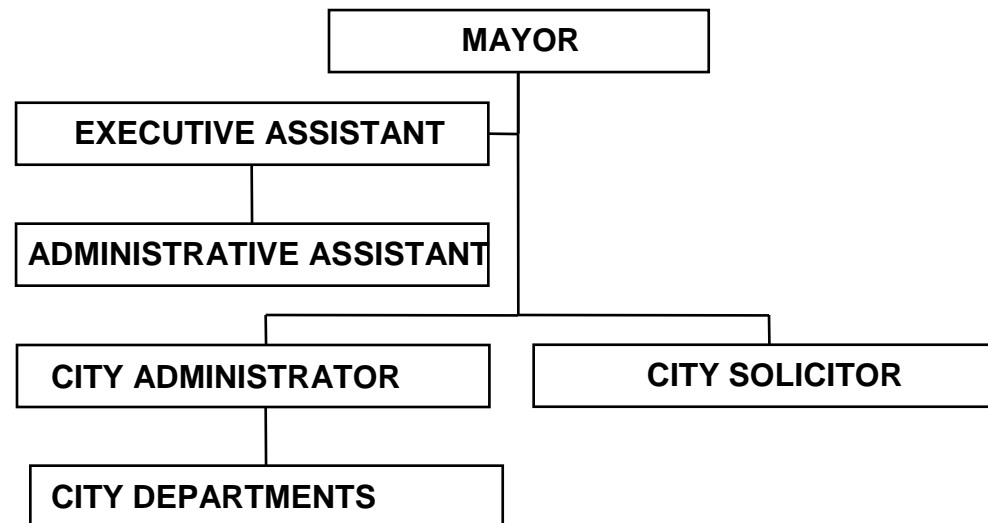 MAYOR
EXECUTIVE ASSISTANT
ADMINISTRATIVE ASSISTANT
CITY ADMINISTRATOR
CITY SOLICITOR
CITY DEPARTMENTS